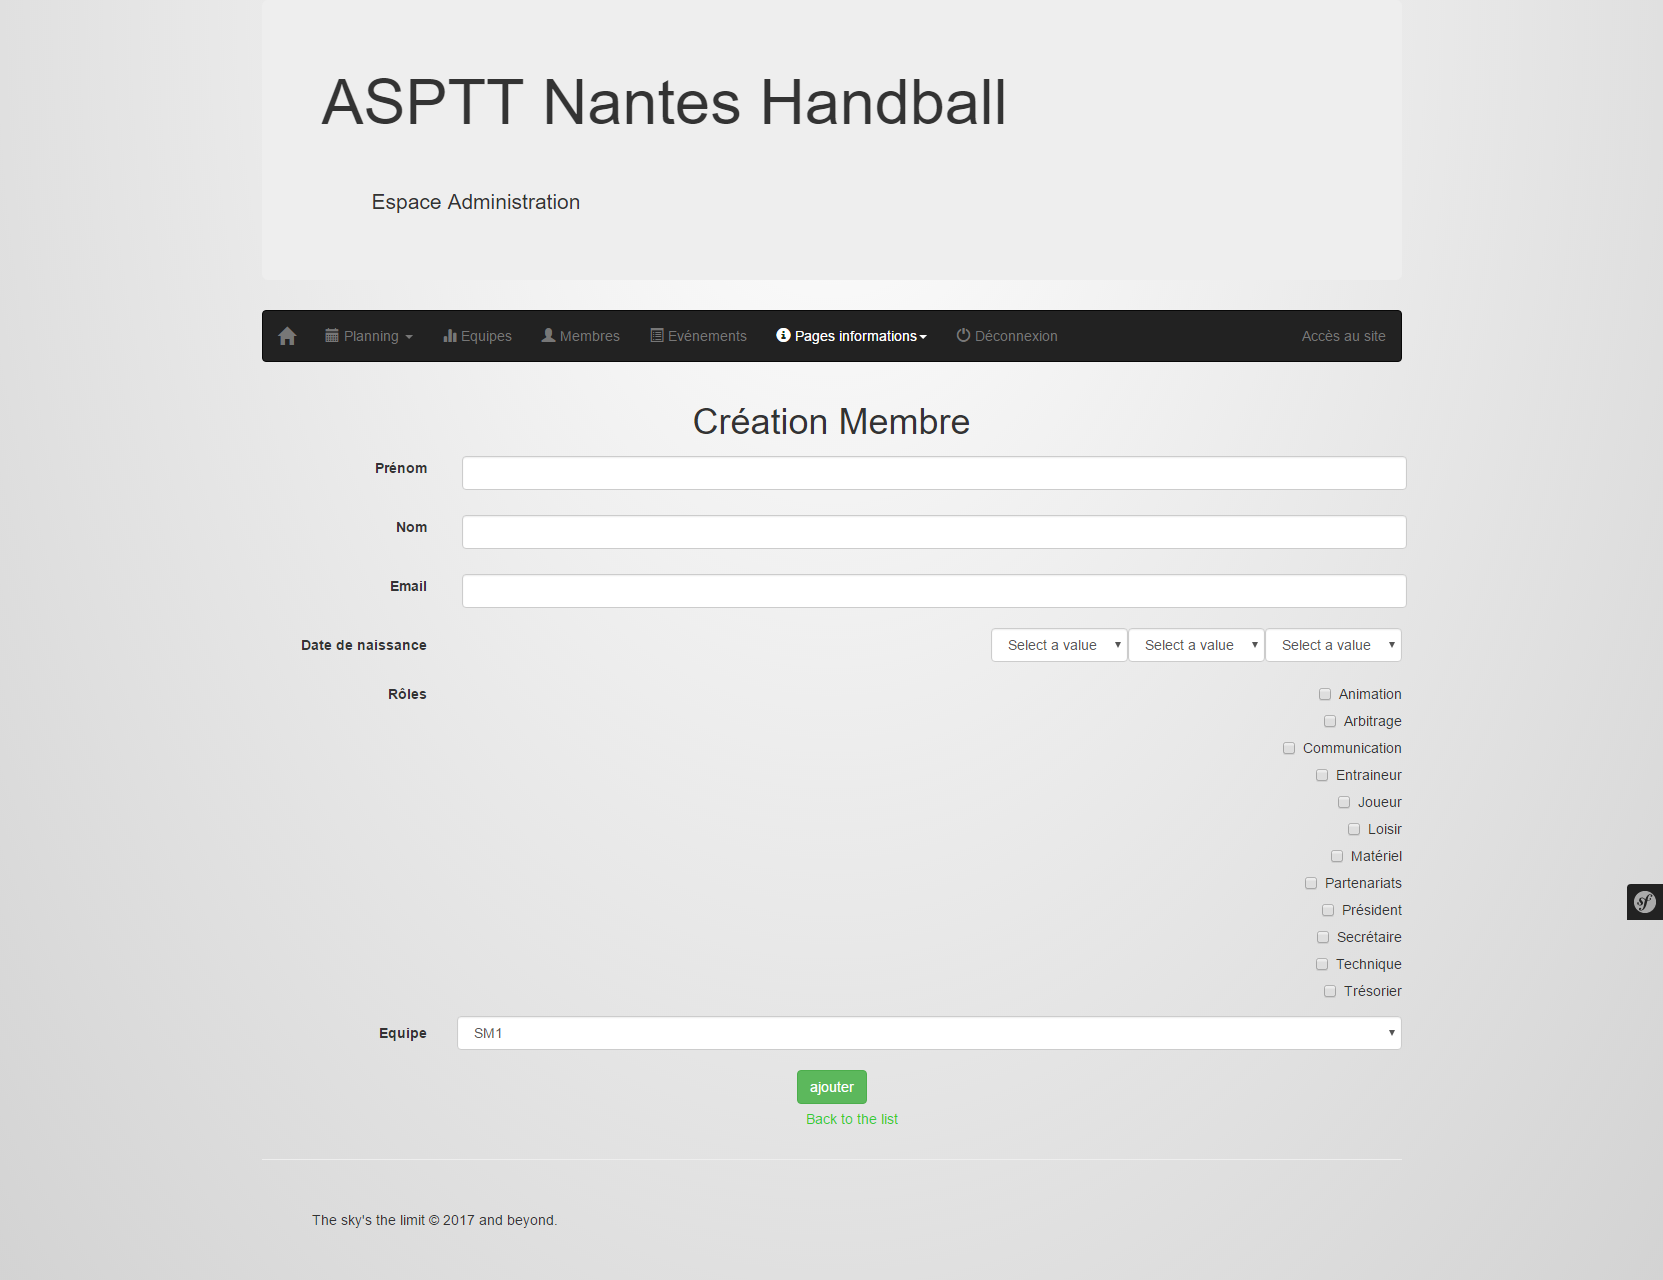 ASPTT Nantes Handball
Espace Administration
Planning Equipes Membres Evénements Pages informations Déconnexion Accès au site
Création Membre
Prénom
Nom
Email
Date de naissance Select a value Select a value Select a value
Rôles Animation
Arbitrage
Communication
Entraineur
Joueur
Loisir
Matériel
Partenariats
Président
Secrétaire
Technique
Trésorier
Equipe SM1
ajouter
Back to the list
The sky's the limit © 2017 and beyond.
sf